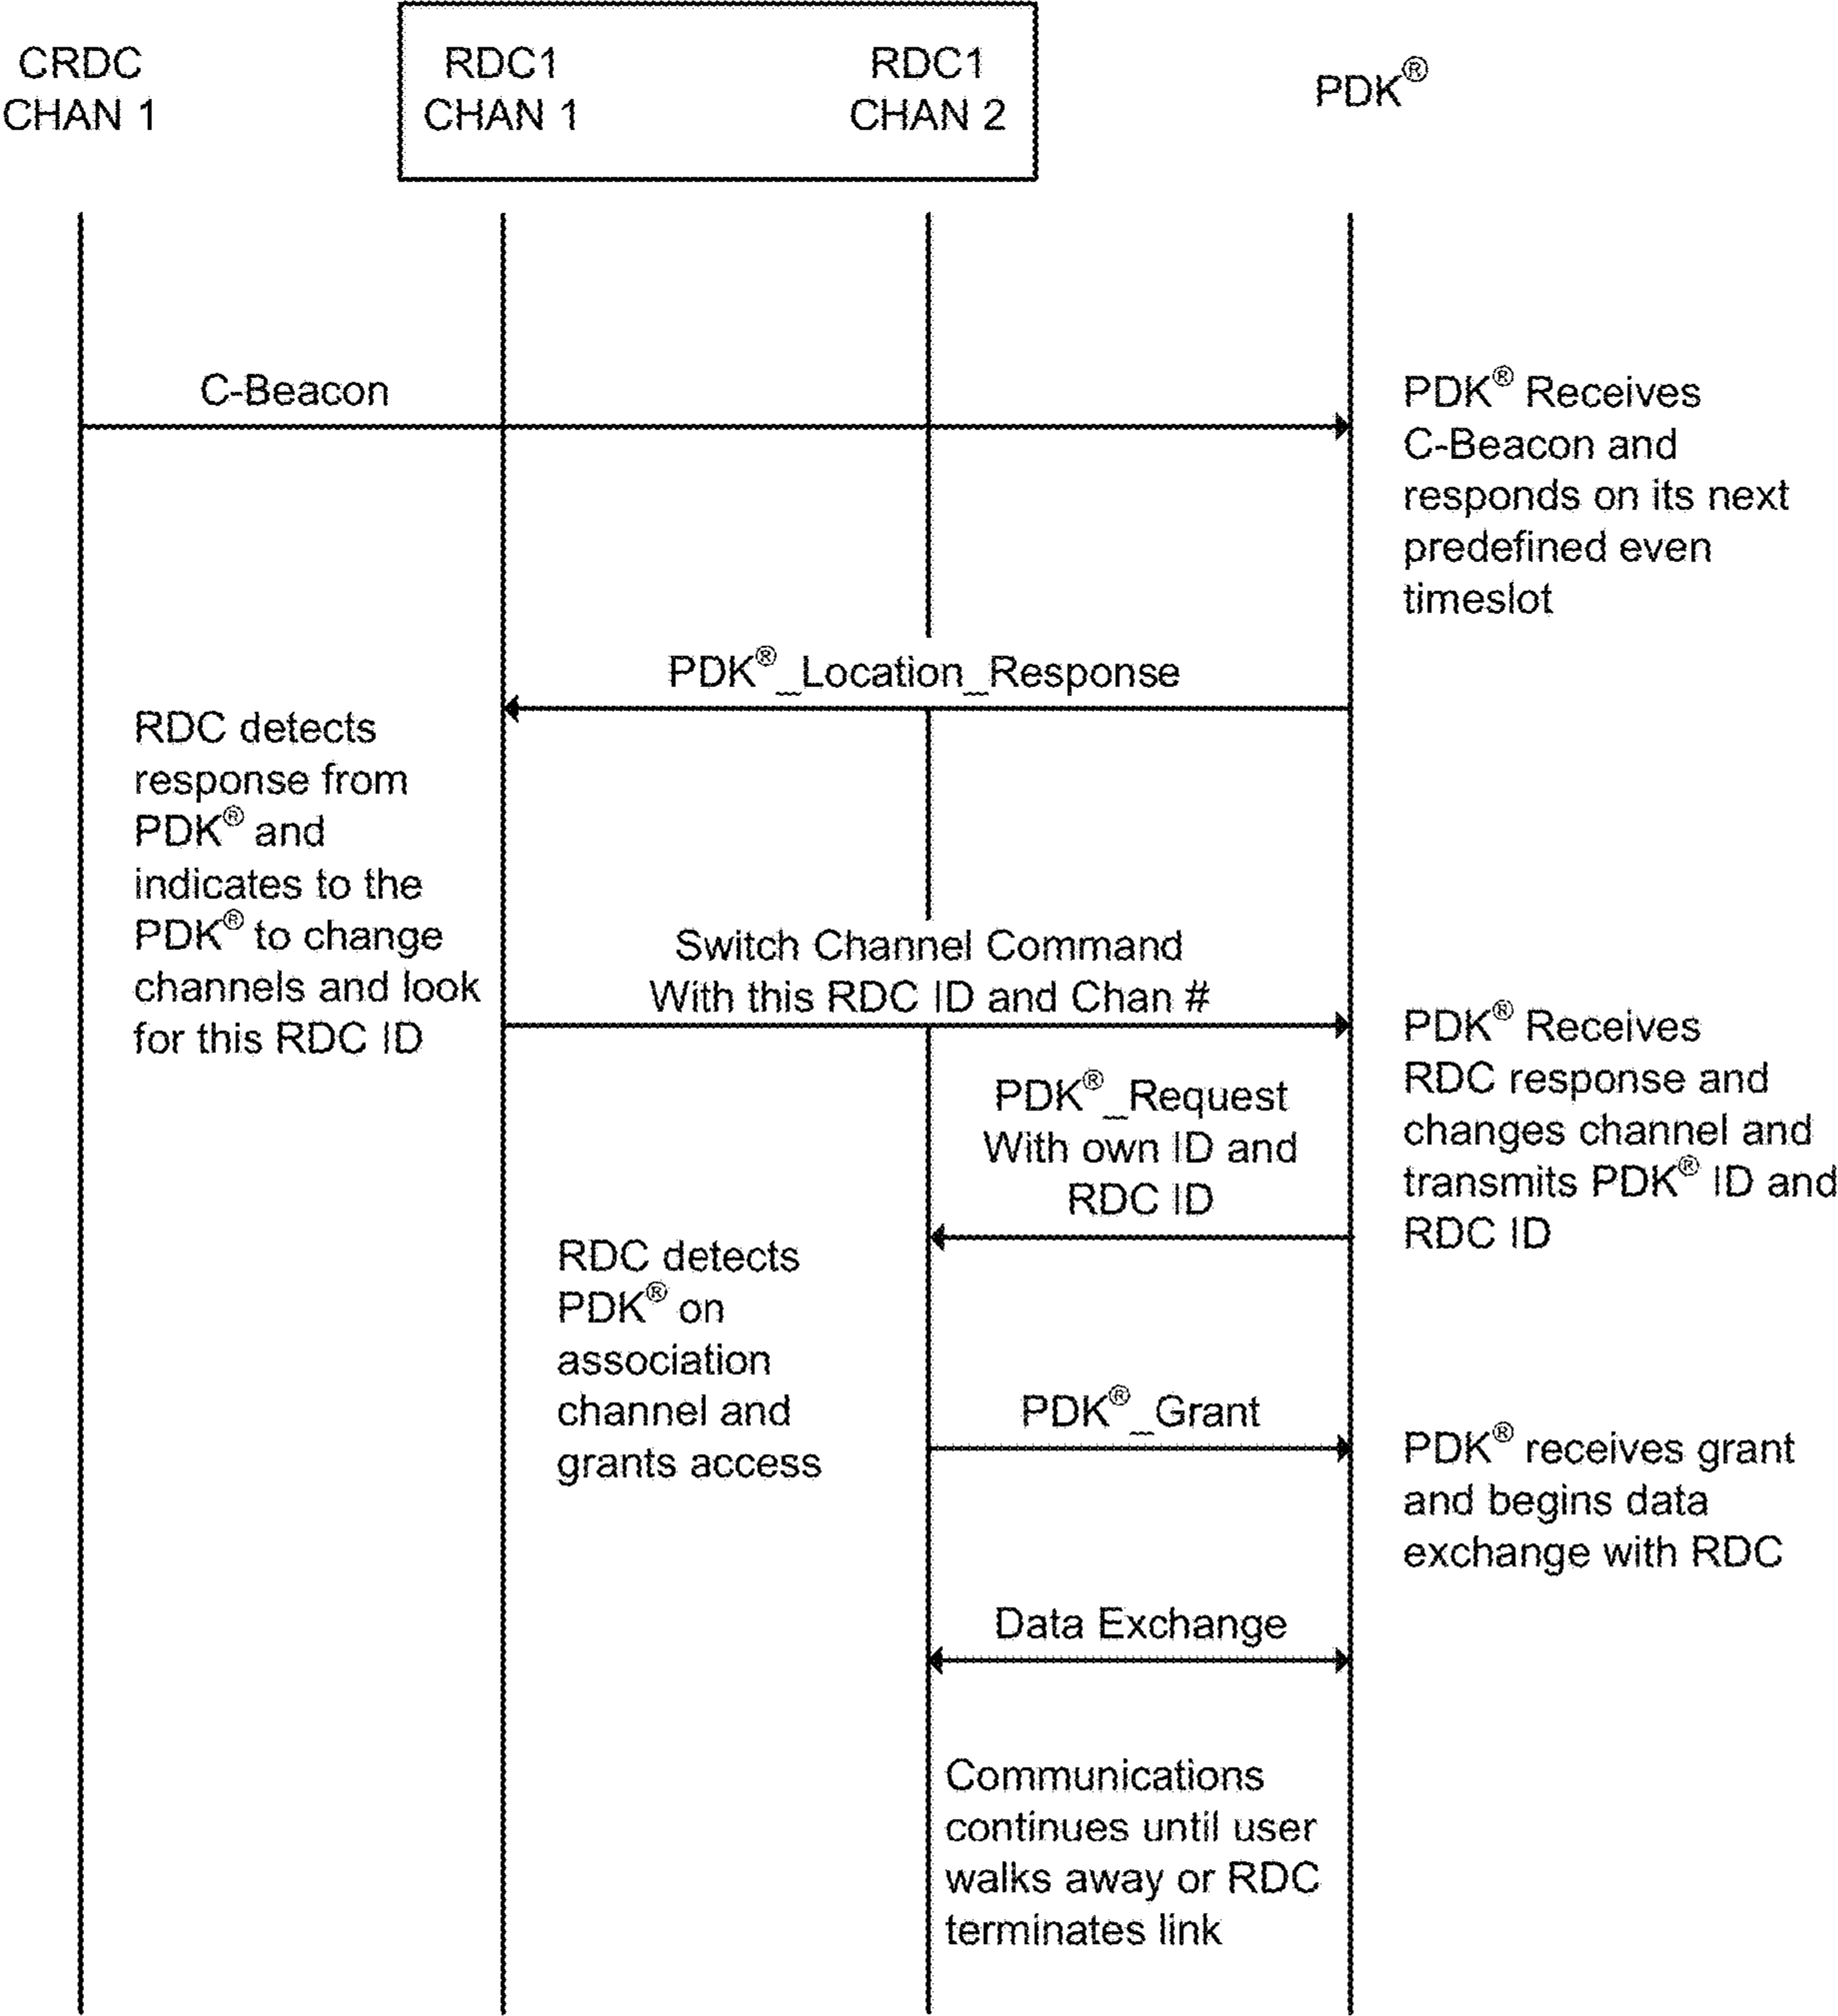 CRDC
CHAN 1
RDC1
CHAN 1
RDC1
CHAN 2
PDK®
C-Beacon
PDK® Receives
C-Beacon and
responds on its next
predefined even
timeslot
PDK®_Location_Response
RDC detects
response from
PDK® and
indicates to the
PDK® to change
channels and look
for this RDC ID
Switch Channel Command
With this RDC ID and Chan #
PDK® Receives
RDC response and
changes channel and
transmits PDK® ID and
RDC ID
PDK®_Request
With own ID and
RDC ID
RDC detects
PDK® on
association
channel and
grants access
PDK®_Grant
PDK® receives grant
and begins data
exchange with RDC
Data Exchange
Communications
continues until user
walks away or RDC
terminates link